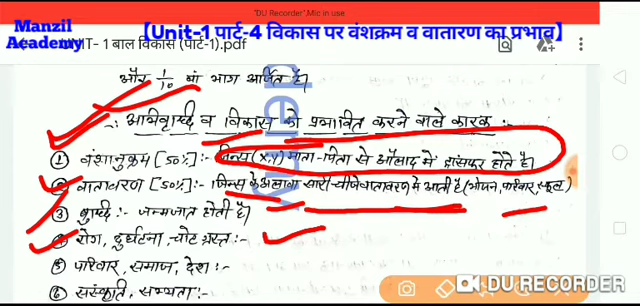 "DU Recorder".Mic in use
Manzil Academy
【Unit-1 पार्ट-4 विकास पर वंशक्रम व वातारण का प्रभाव】
UNIT- 1 बाल विकास (पार्ट-1).pdf
और 1/10 वां भाग अर्जित है।
∴ अभिवृध्दि व विकास को प्रभावित करने वाले कारक :-
① वंशानुक्रम [50%] :- जिन्स (x,y) माता-पिता से औलाद मे ट्रांसफर होते है।
② वातावरण [50%] :- जिन्स के अलावा सारी चीजे वातावरण मे आती है (भोजन, परिवार, स्कूल)
③ बुध्दि :- जन्मजात होती है।
④ रोग, दुर्घटना, चोट ग्रस्त :-
⑤ परिवार, समाज, देश :-
⑥ संस्कृति, सभ्यता :-
DU RECORDER